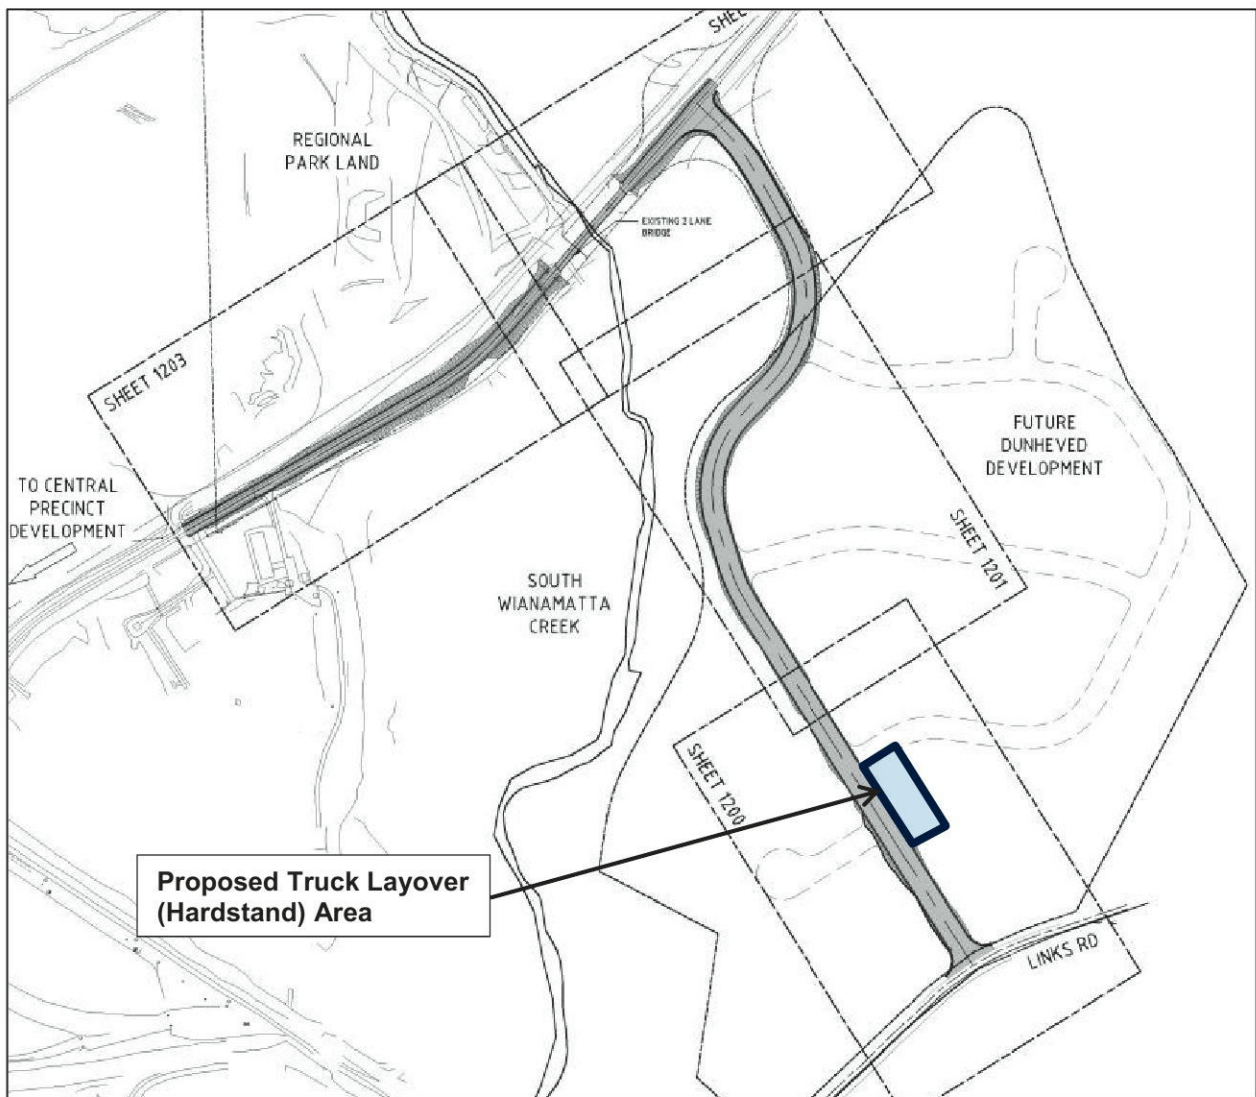 SHEE
REGIONAL
PARK LAND
EXISTING 2 LANE
BRIDGE
SHEET 1203
FUTURE
DUNHEVED
DEVELOPMENT
TO CENTRAL
PRECINCT
DEVELOPMENT
SHEET 1201
SOUTH
WIANAMATTA
CREEK
SHEET 1200
Proposed Truck Layover
(Hardstand) Area
LINKS RD